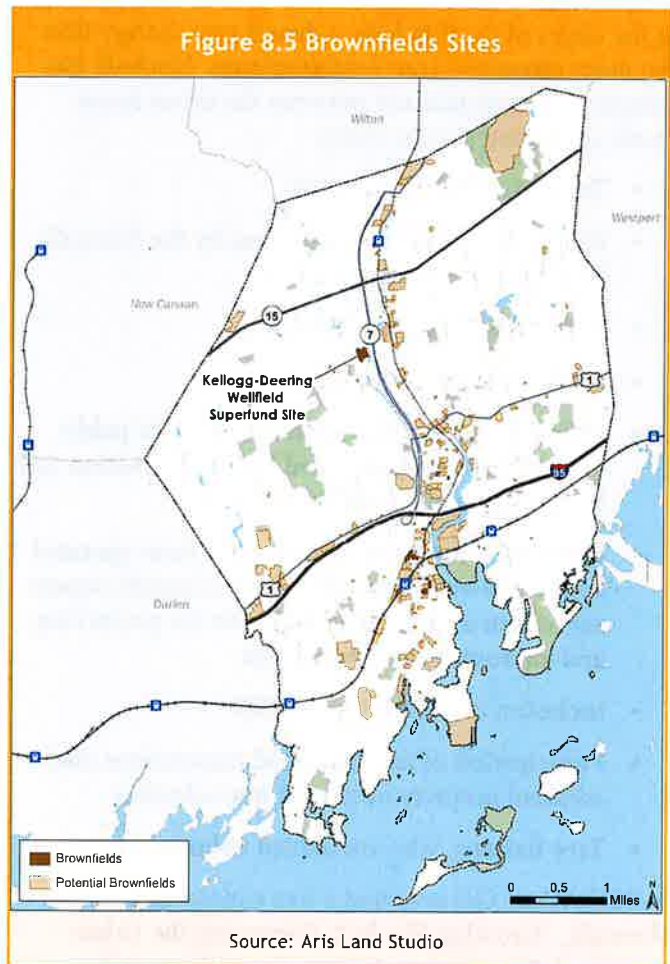 Figure 8.5 Brownfields Sites
Wilton
Westport
New Canaan
15
7
Kellogg-Deering
Wellfield
Superfund Site
1
95
1
Darien
Brownfields
Potential Brownfields
0 0.5 1
Miles
N
Source: Aris Land Studio